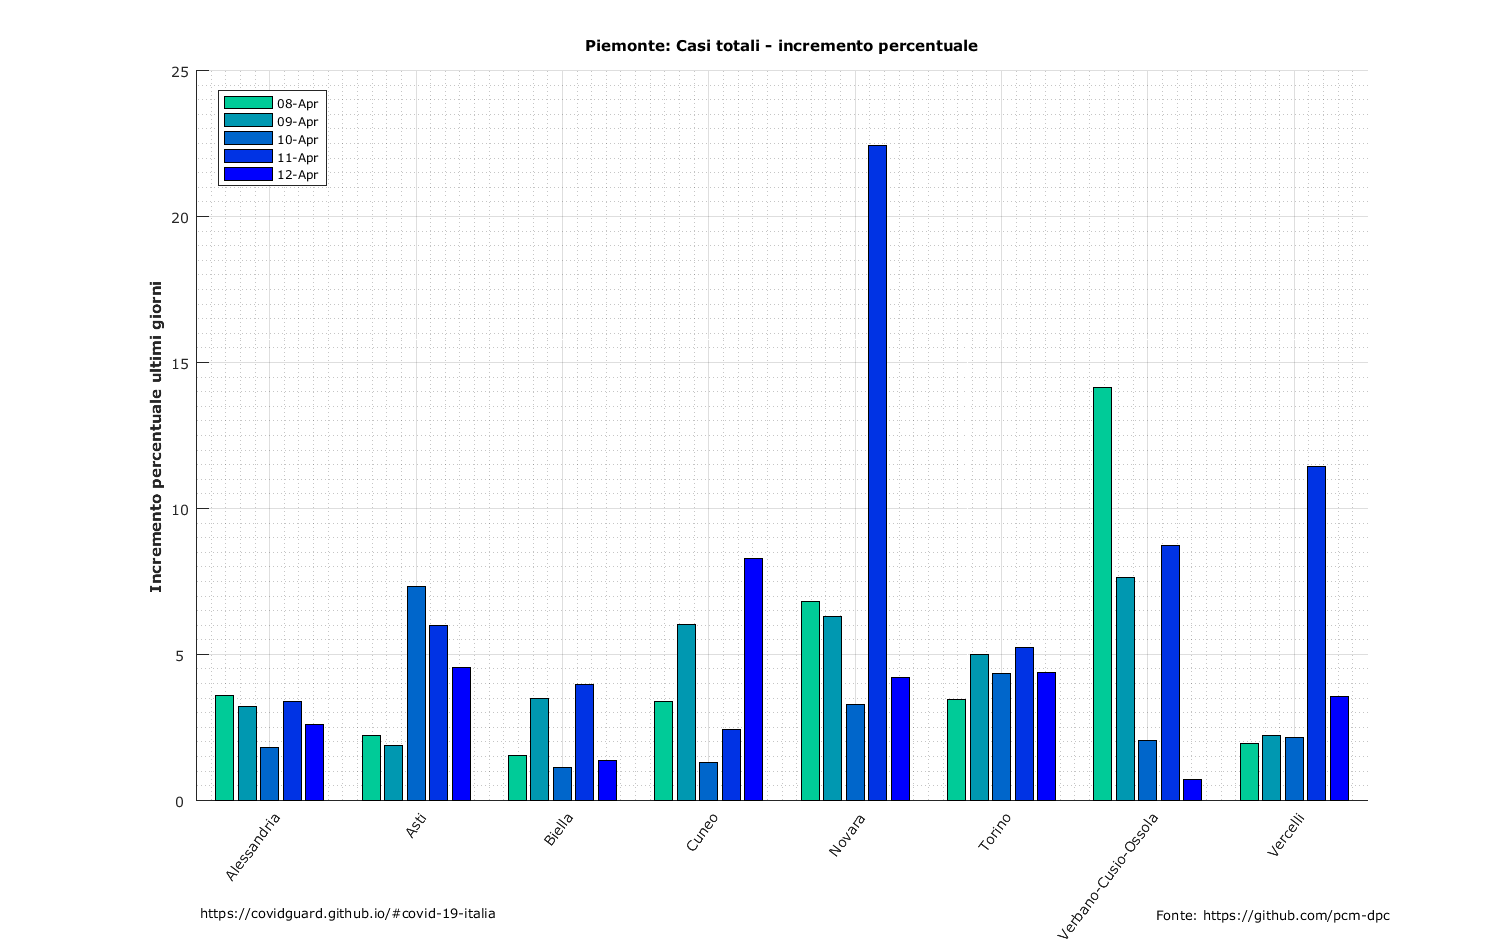 Piemonte: Casi totali - incremento percentuale
25
20
15
10
5
0
Incremento percentuale ultimi giorni
08-Apr
09-Apr
10-Apr
11-Apr
12-Apr
Alessandria
Asti
Biella
Cuneo
Novara
Torino
Verbano-Cusio-Ossola
Vercelli
https://covidguard.github.io/#covid-19-italia
Fonte: https://github.com/pcm-dpc